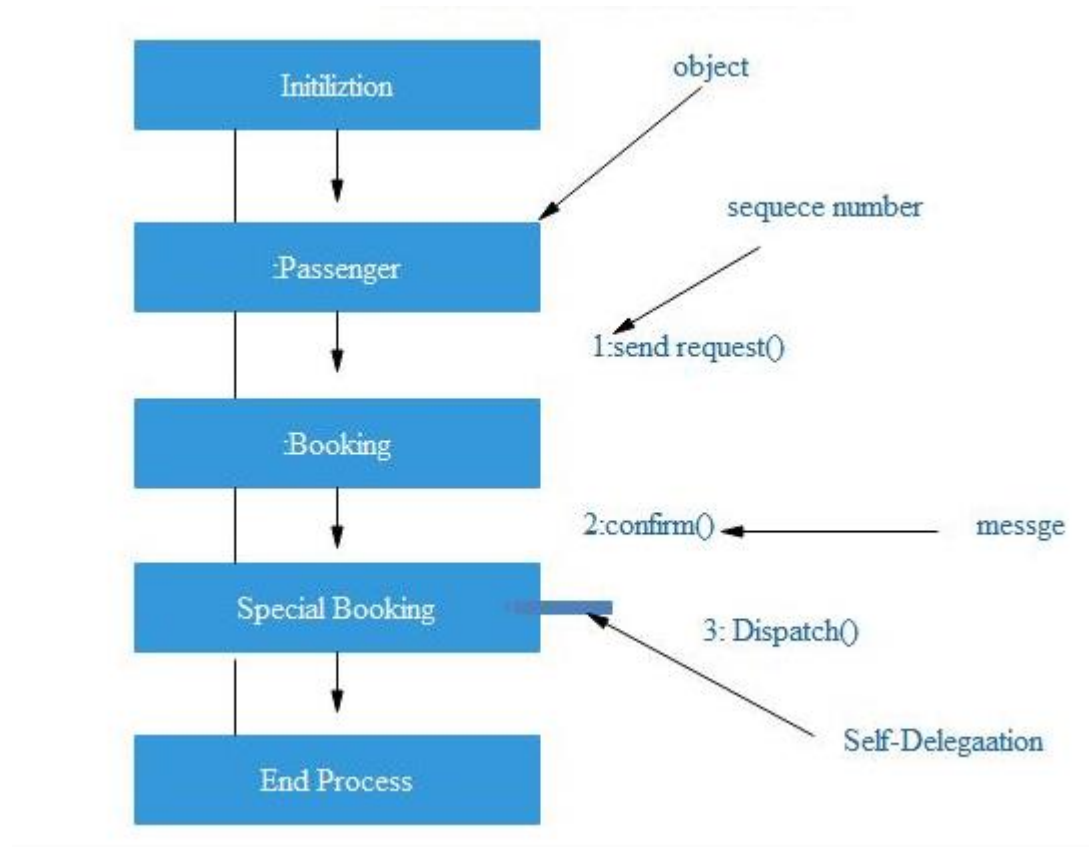 Initiliztion
object
sequece number
:Passenger
1:send request()
:Booking
2:confirm()
messge
Special Booking
3: Dispatch()
Self-Delegaation
End Process